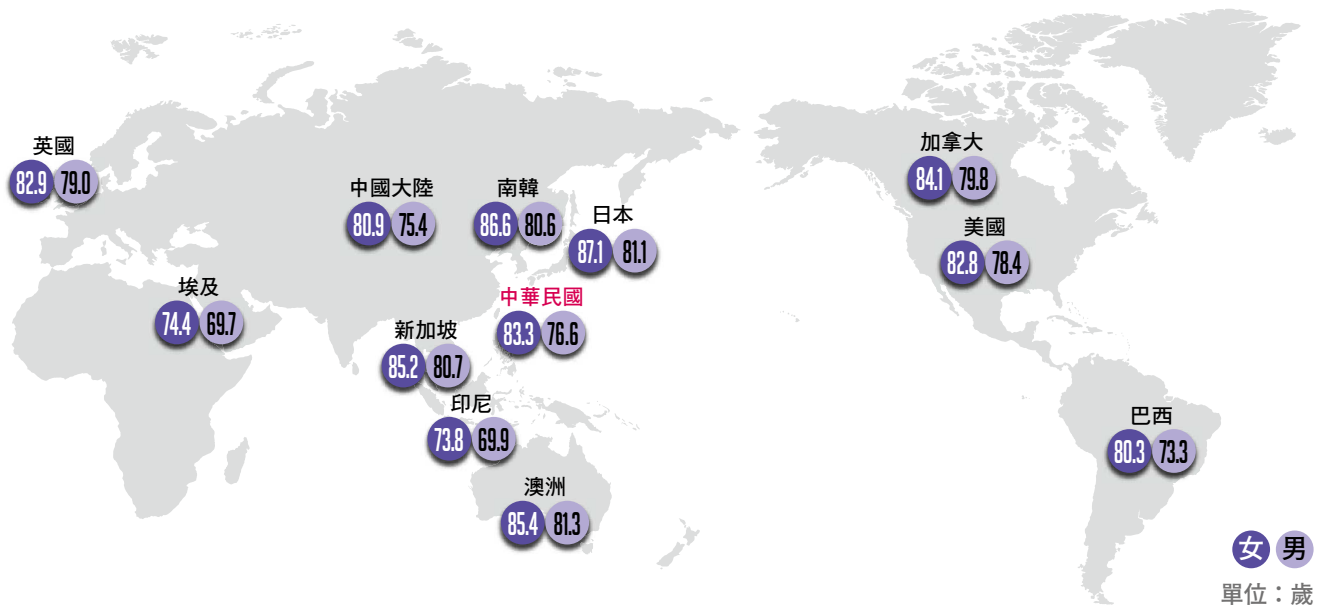 英國
82.9 79.0
加拿大
84.1 79.8
中國大陸
80.9 75.4
南韓
86.6 80.6
日本
87.1 81.1
美國
82.8 78.4
埃及
74.4 69.7
中華民國
83.3 76.6
新加坡
85.2 80.7
印尼
73.8 69.9
巴西
80.3 73.3
澳洲
85.4 81.3
女 男
單位：歲